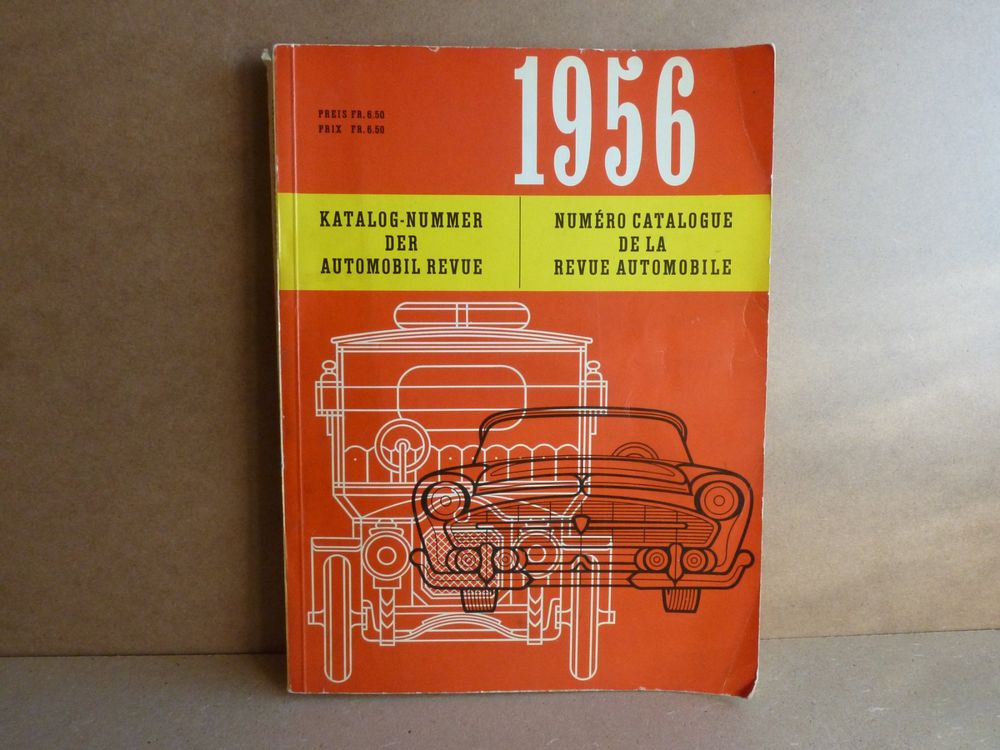 1956
PREIS FR. 6.50
PRIX FR. 6.50
KATALOG-NUMMER
DER
AUTOMOBIL REVUE
NUMÉRO CATALOGUE
DE LA
REVUE AUTOMOBILE